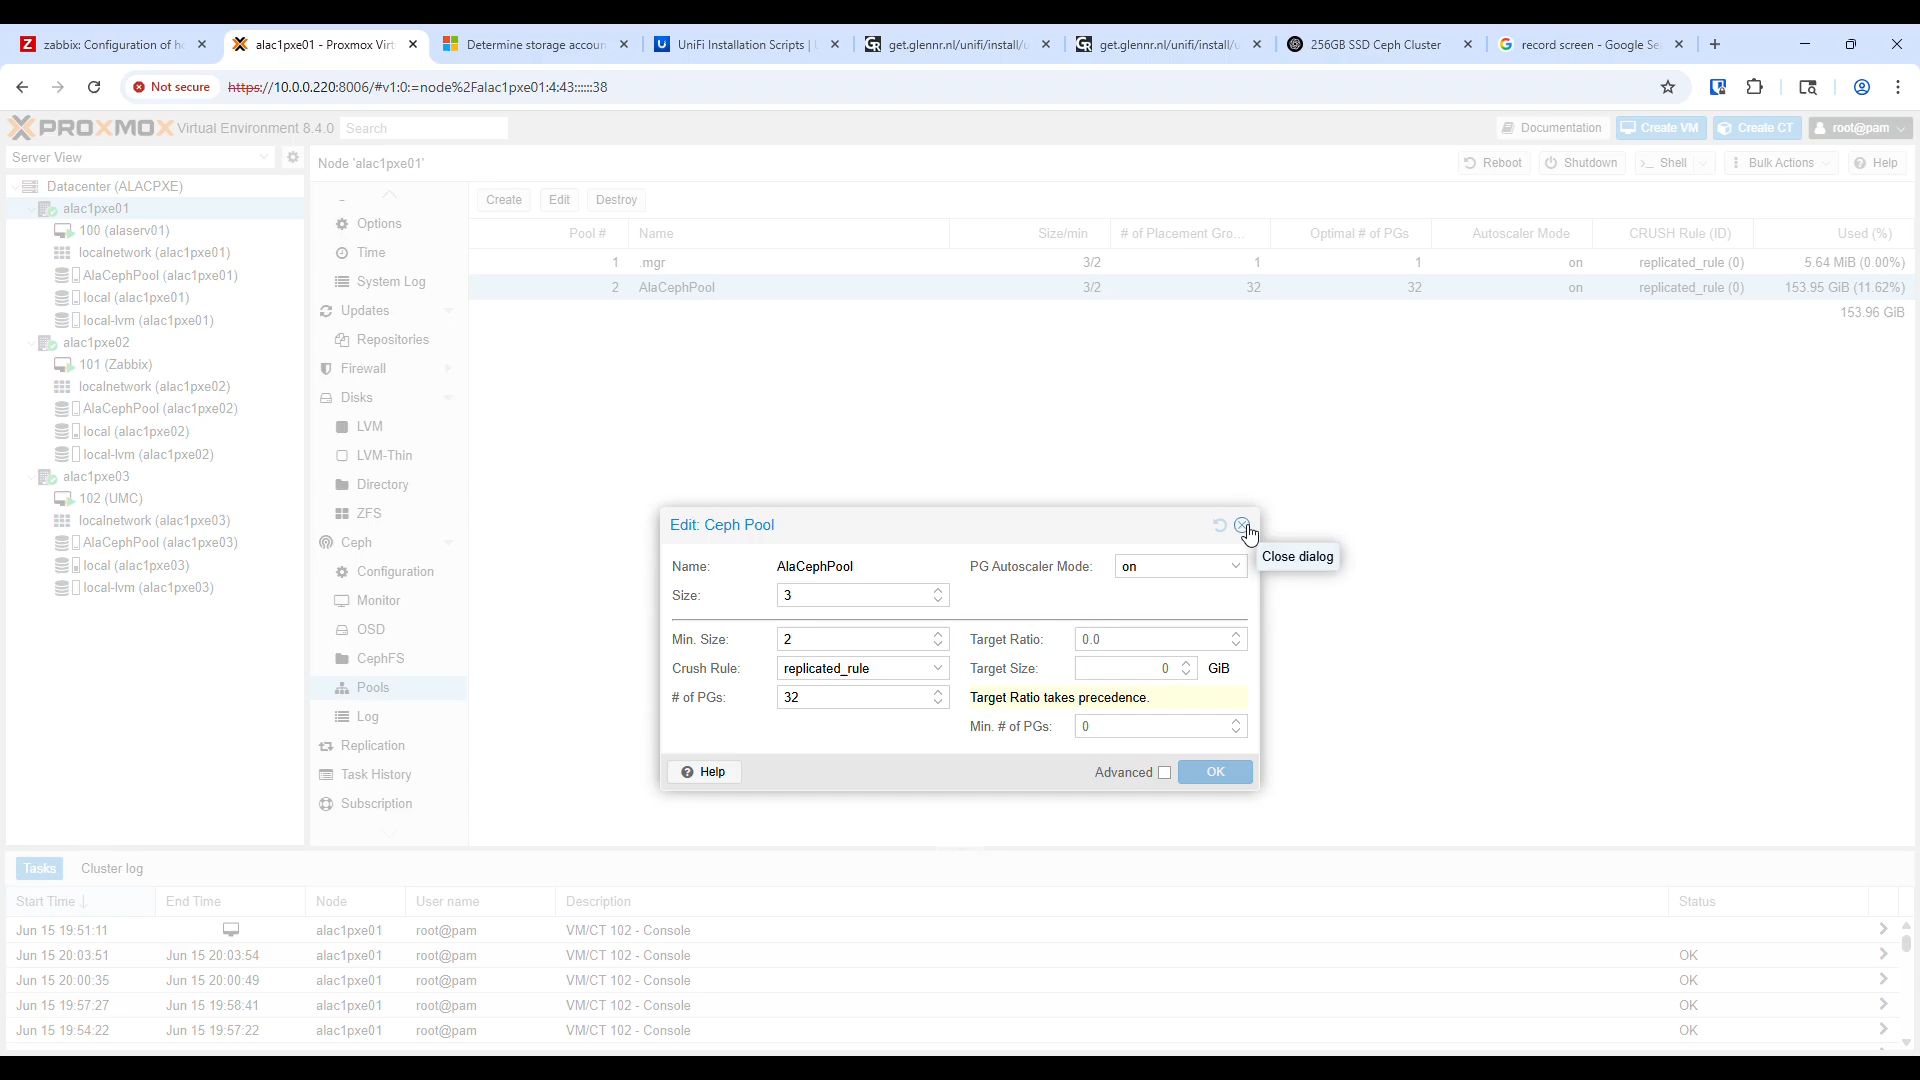 zabbix: Configuration of h
alac1pxe01 - Proxmox Virt
Determine storage accoun
UniFi Installation Scripts |
get.glennr.nl/unifi/install/
get.glennr.nl/unifi/install/
256GB SSD Ceph Cluster
record screen - Google Se
Not secure https://10.0.0.220:8006/#v1:0:=node%2Falac1pxe01:4:43::::::38
PROXMOX Virtual Environment 8.4.0 Search
Documentation Create VM Create CT root@pam
Server View
Node 'alac1pxe01'
Reboot Shutdown >_ Shell Bulk Actions Help
Datacenter (ALACPXE)
alac1pxe01
100 (alaserv01)
localnetwork (alac1pxe01)
AlaCephPool (alac1pxe01)
local (alac1pxe01)
local-lvm (alac1pxe01)
alac1pxe02
101 (Zabbix)
localnetwork (alac1pxe02)
AlaCephPool (alac1pxe02)
local (alac1pxe02)
local-lvm (alac1pxe02)
alac1pxe03
102 (UMC)
localnetwork (alac1pxe03)
AlaCephPool (alac1pxe03)
local (alac1pxe03)
local-lvm (alac1pxe03)
Options
Time
System Log
Updates
Repositories
Firewall
Disks
LVM
LVM-Thin
Directory
ZFS
Ceph
Configuration
Monitor
OSD
CephFS
Pools
Log
Replication
Task History
Subscription
Create Edit Destroy
Pool # Name Size/min # of Placement Gro... Optimal # of PGs Autoscaler Mode CRUSH Rule (ID) Used (%)
1 .mgr 3/2 1 1 on replicated_rule (0) 5.64 MiB (0.00%)
2 AlaCephPool 3/2 32 32 on replicated_rule (0) 153.95 GiB (11.62%)
153.96 GiB
Edit: Ceph Pool
Close dialog
Name: AlaCephPool PG Autoscaler Mode: on
Size: 3
Min. Size: 2 Target Ratio: 0.0
Crush Rule: replicated_rule Target Size: 0 GiB
# of PGs: 32 Target Ratio takes precedence.
Min. # of PGs: 0
Help Advanced OK
Tasks Cluster log
Start Time End Time Node User name Description Status
Jun 15 19:51:11 alac1pxe01 root@pam VM/CT 102 - Console
Jun 15 20:03:51 Jun 15 20:03:54 alac1pxe01 root@pam VM/CT 102 - Console OK
Jun 15 20:00:35 Jun 15 20:00:49 alac1pxe01 root@pam VM/CT 102 - Console OK
Jun 15 19:57:27 Jun 15 19:58:41 alac1pxe01 root@pam VM/CT 102 - Console OK
Jun 15 19:54:22 Jun 15 19:57:22 alac1pxe01 root@pam VM/CT 102 - Console OK